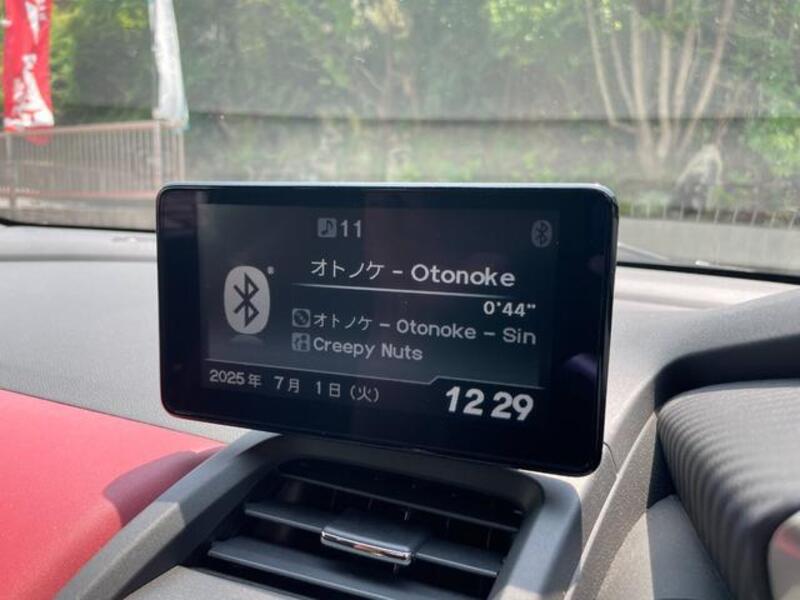 11
オトノケ - Otonoke
0'44"
オトノケ - Otonoke - Sin
Creepy Nuts
2025年 7月 1日 (火)
12 29